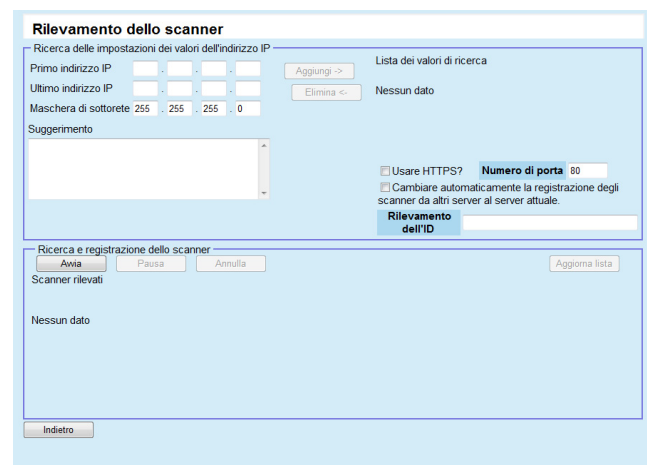 Rilevamento dello scanner
Ricerca delle impostazioni dei valori dell'indirizzo IP
Primo indirizzo IP . . .
Aggiungi ->
Lista dei valori di ricerca
Ultimo indirizzo IP . . .
Elimina <-
Nessun dato
Maschera di sottorete 255 . 255 . 255 . 0
Suggerimento
Usare HTTPS? Numero di porta 80
Cambiare automaticamente la registrazione degli
scanner da altri server al server attuale.
Rilevamento
dell'ID
Ricerca e registrazione dello scanner
Avvia Pausa Annulla Aggiorna lista
Scanner rilevati
Nessun dato
Indietro